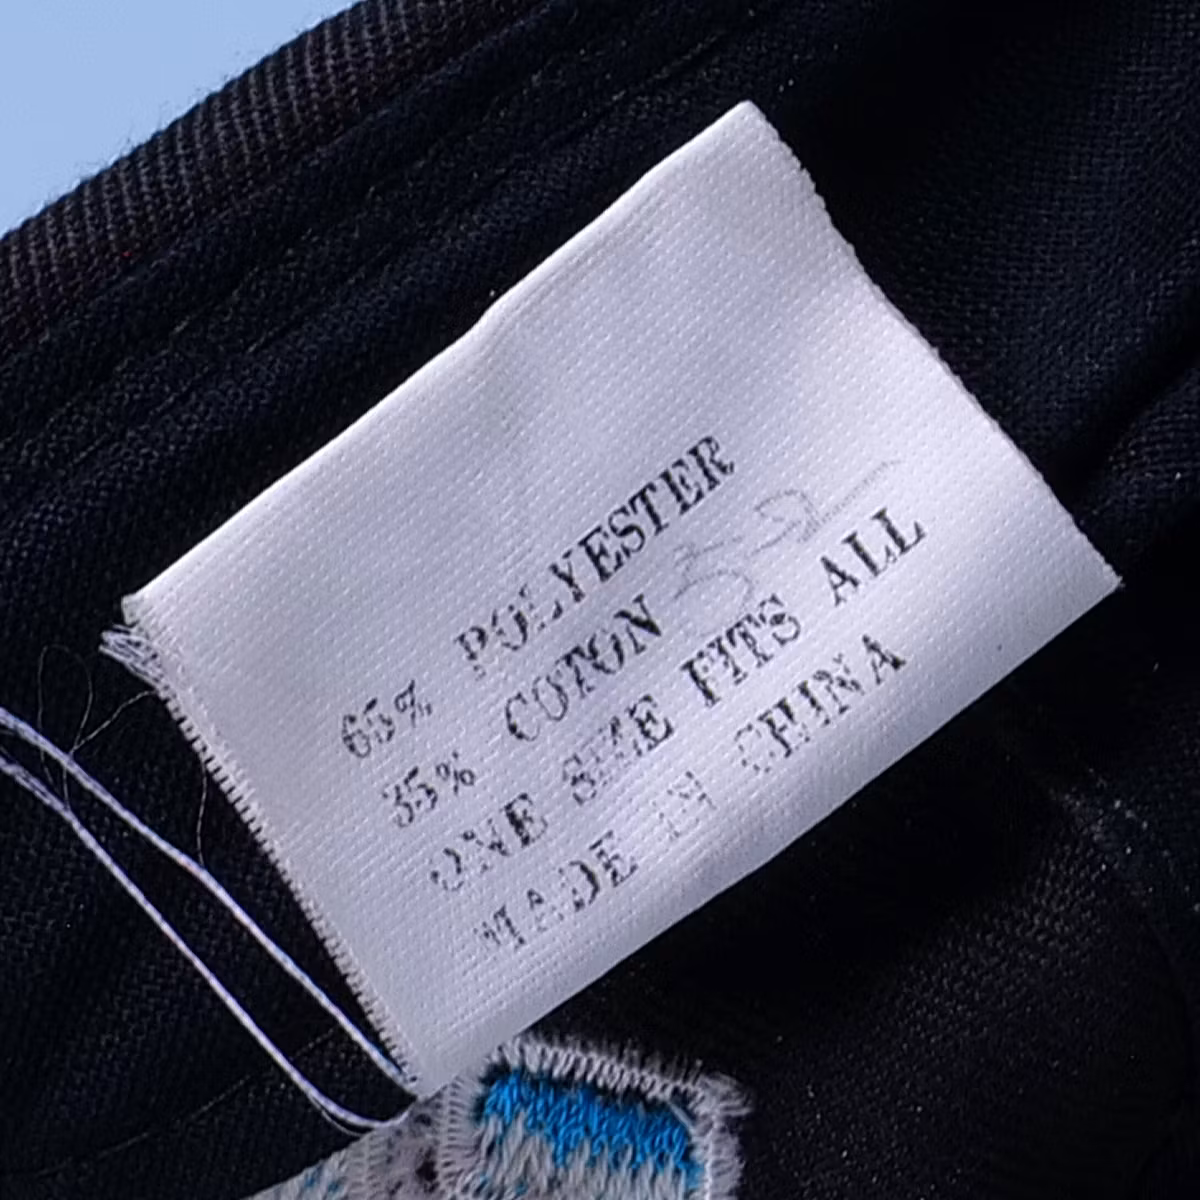 65% POLYESTER
35% COTON
ONE SIZE FITS ALL
MADE IN CHINA